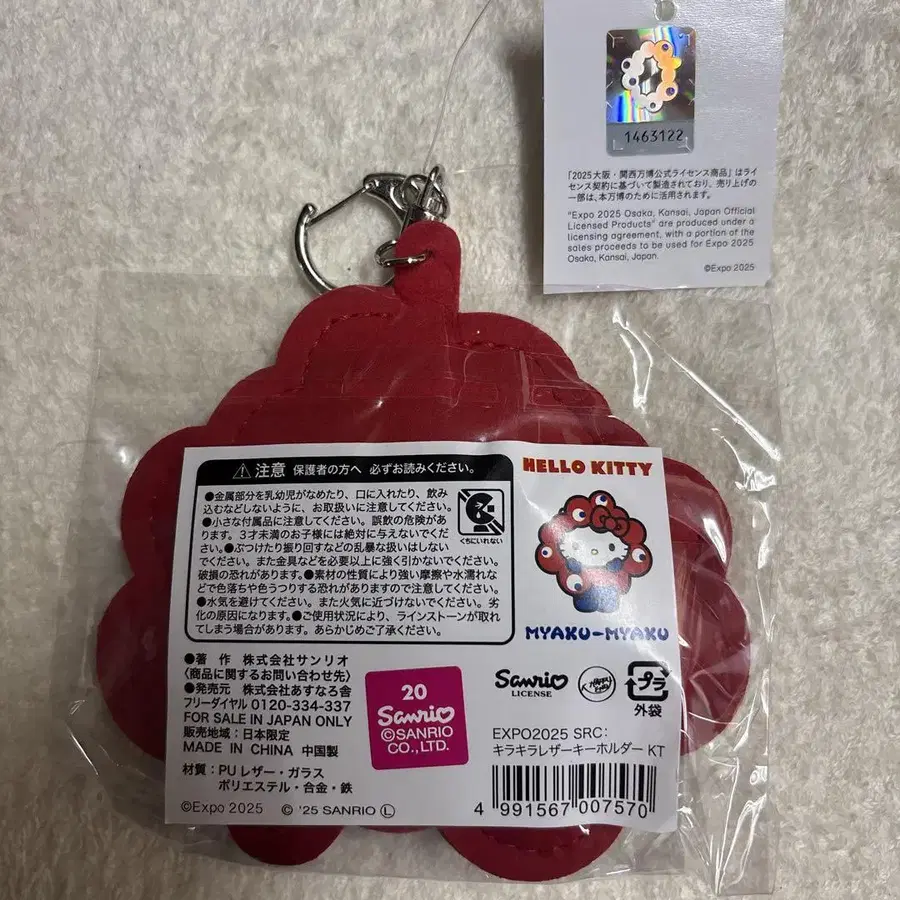 1463122
「2025大阪・関西万博公式ライセンス商品」はライ
センス契約に基づいて製造されており、売り上げの
一部は、本万博のために活用されます。
"Expo 2025 Osaka, Kansai, Japan Official
Licensed Products" are produced under a
licensing agreement, with a portion of the
sales proceeds to be used for Expo 2025
Osaka, Kansai, Japan.
©Expo 2025
注意 保護者の方へ 必ずお読みください。
●金属部分を乳幼児がなめたり、口に入れたり、飲み
込むなどしないように、お取扱いに注意してください。
●小さな付属品に注意してください。誤飲の危険があ
ります。3才未満のお子様には絶対に与えないでくだ
さい。●ぶつけたり振り回すなどの乱暴な扱いはしない
でください。また金具などを必要以上に強く引かないでください。
破損の恐れがあります。●素材の性質により強い摩擦や水濡れな
どで色落ちや色うつりする恐れがありますので注意してください。
●水気を避けてください。また火気に近づけないでください。劣
化の原因になります。●ご使用状況により、ラインストーンが取れ
てしまう場合があります。あらかじめご了承ください。
くちにいれない
HELLO KITTY
MYAKU-MYAKU
●著 作 株式会社サンリオ
〈商品に関するお問い合わせ先〉
●発売元 株式会社あすなろ舎
フリーダイヤル 0120-334-337
FOR SALE IN JAPAN ONLY
販売地域：日本限定
MADE IN CHINA 中国製
材質：PUレザー・ガラス
ポリエステル・合金・鉄
©Expo 2025 © '25 SANRIO Ⓛ
20
Sanrio
©SANRIO
CO.,LTD.
Sanrio
LICENSE
プラ
外袋
EXPO2025 SRC:
キラキラレザーキーホルダー KT
4 991567 007570